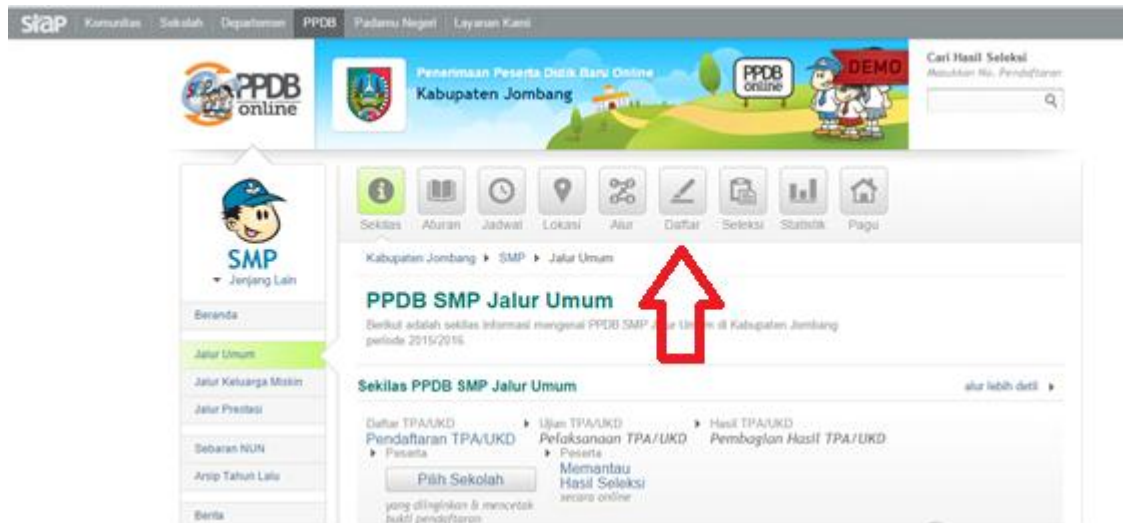 siap Komunitas Sekolah Departemen PPDB Padamu Negeri Layanan Kami
PPDB
online
Penerimaan Peserta Didik Baru Online
Kabupaten Jombang
PPDB
online
DEMO
Cari Hasil Seleksi
Masukkan No. Pendaftaran
SMP
Jenjang Lain
Beranda
Jalur Umum
Jalur Keluarga Miskin
Jalur Prestasi
Sebaran NUN
Arsip Tahun Lalu
Berita
Sekilas Aturan Jadwal Lokasi Alur Daftar Seleksi Statistik Pagu
Kabupaten Jombang SMP Jalur Umum
PPDB SMP Jalur Umum
Berikut adalah sekilas informasi mengenai PPDB SMP Jalur Umum di Kabupaten Jombang
periode 2015/2016
Sekilas PPDB SMP Jalur Umum alur lebih detil
Daftar TPA/UKD Ujian TPA/UKD Hasil TPA/UKD
Pendaftaran TPA/UKD Pelaksanaan TPA/UKD Pembagian Hasil TPA/UKD
Peserta Peserta
Pilih Sekolah Memantau
Hasil Seleksi
secara online
yang diinginkan & mencetak
bukti pendaftaran